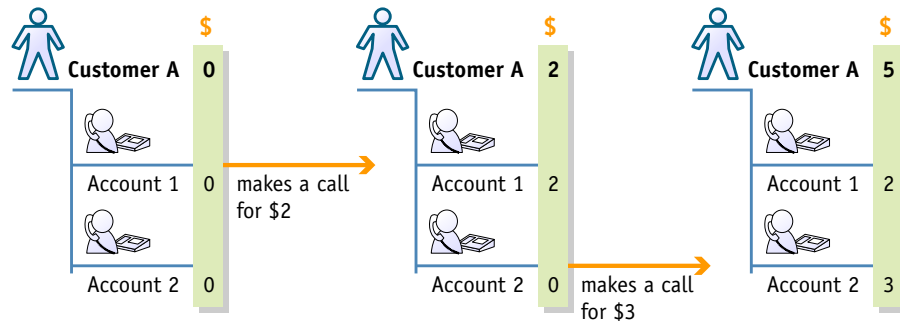 $
Customer A 0
Account 1 0
Account 2 0
makes a call
for $2
$
Customer A 2
Account 1 2
Account 2 0
makes a call
for $3
$
Customer A 5
Account 1 2
Account 2 3